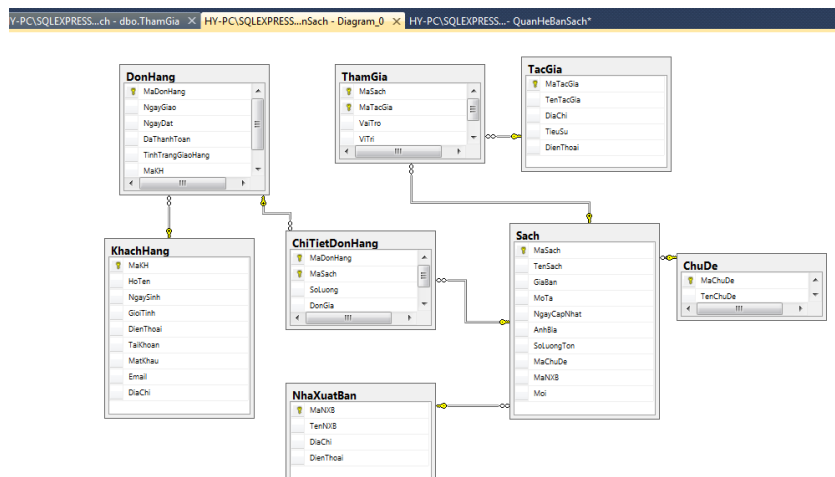 Y-PC\SQLEXPRESS...ch - dbo.ThamGia ×
HY-PC\SQLEXPRESS...nSach - Diagram_0 ×
HY-PC\SQLEXPRESS...- QuanHeBanSach*
DonHang
MaDonHang
NgayGiao
NgayDat
DaThanhToan
TinhTrangGiaoHang
MaKH
ThamGia
MaSach
MaTacGia
VaiTro
ViTri
TacGia
MaTacGia
TenTacGia
DiaChi
TieuSu
DienThoai
KhachHang
MaKH
HoTen
NgaySinh
GioiTinh
DienThoai
TaiKhoan
MatKhau
Email
DiaChi
ChiTietDonHang
MaDonHang
MaSach
SoLuong
DonGia
Sach
MaSach
TenSach
GiaBan
MoTa
NgayCapNhat
AnhBia
SoLuongTon
MaChuDe
MaNXB
Moi
ChuDe
MaChuDe
TenChuDe
NhaXuatBan
MaNXB
TenNXB
DiaChi
DienThoai